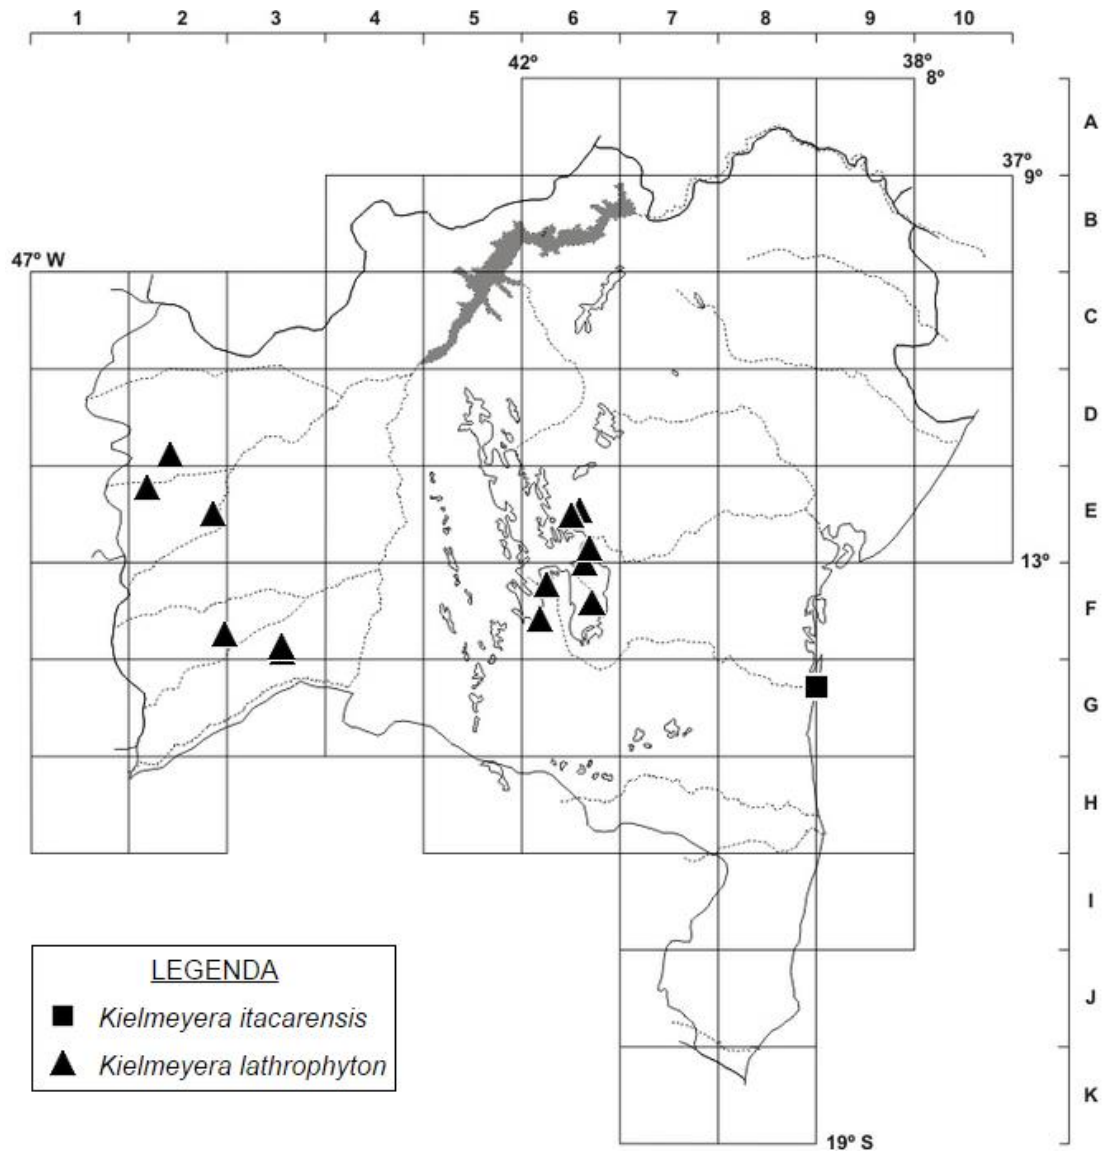 1 2 3 4 5 6 7 8 9 10
42º 38º
8º
A
37º
9º
B
47º W
C
D
E
13º
F
G
H
I
LEGENDA
Kielmeyera itacarensis
J
Kielmeyera lathrophyton
K
19º S